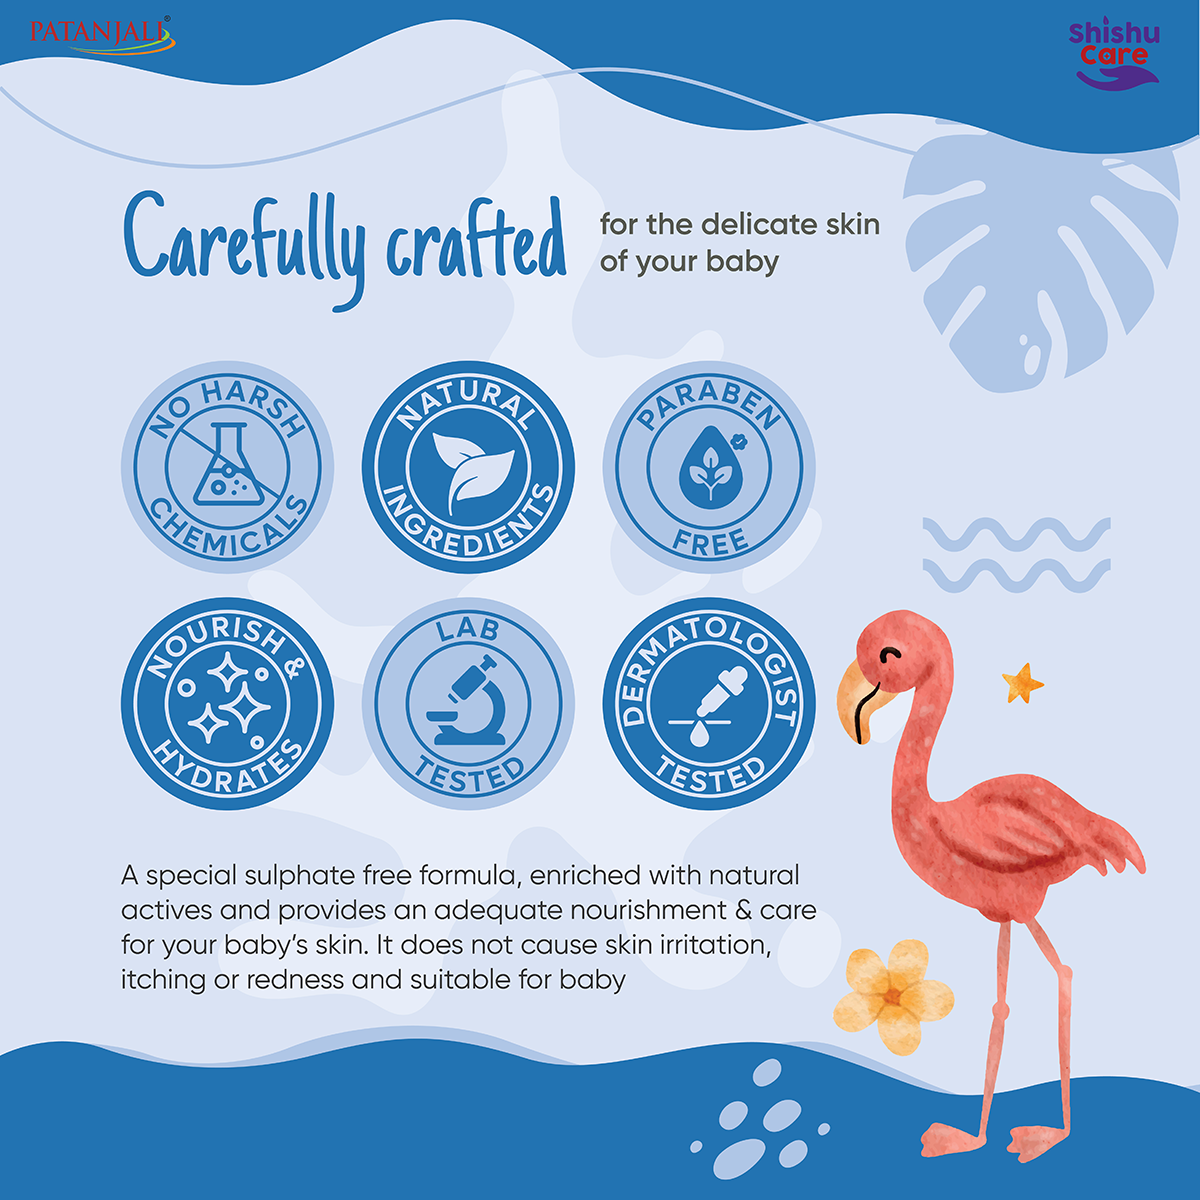 PATANJALI®
Shishu
Care
Carefully crafted
for the delicate skin
of your baby
NO HARSH
CHEMICALS
NATURAL
INGREDIENTS
PARABEN
FREE
NOURISH &
HYDRATES
LAB
TESTED
DERMATOLOGIST
TESTED
A special sulphate free formula, enriched with natural
actives and provides an adequate nourishment & care
for your baby's skin. It does not cause skin irritation,
itching or redness and suitable for baby